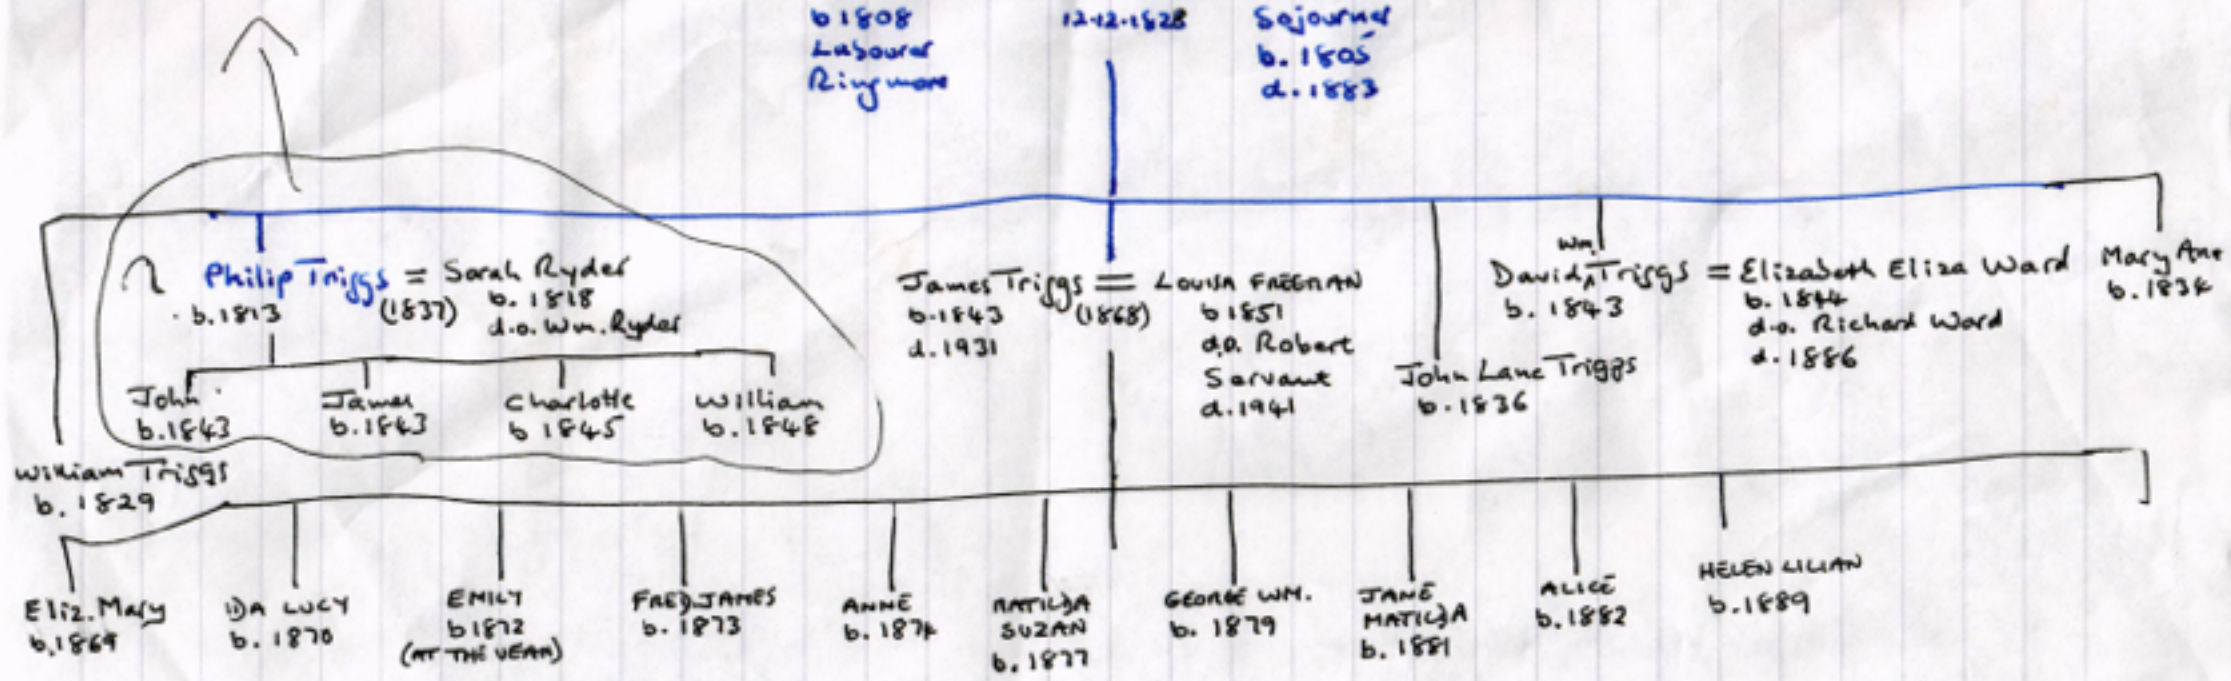 b 1808
Labourer
Ringmore
12.12.1828
Sojourner
b. 1805
d. 1883
?
Philip Triggs = Sarah Ryder
b. 1813
(1837)
b. 1818
d.o. Wm. Ryder
John
b. 1843
James
b. 1843
Charlotte
b 1845
William
b. 1848
James Triggs = Louisa FREEMAN
b. 1843
d. 1931
(1868)
b 1851
d.o. Robert
Servant
d. 1941
John Lane Triggs
b. 1836
Wm.
David Triggs = Elizabeth Eliza Ward
b. 1843
b. 1844
d.o. Richard Ward
d. 1886
Mary Ann
b. 1834
William Triggs
b. 1829
Eliz. Mary
b. 1869
IDA LUCY
b. 1870
EMILY
b 1872
(AT THE VEAN)
FRED. JAMES
b. 1873
ANNE
b. 1874
MATILDA
SUZAN
b. 1877
GEORGE WM.
b. 1879
JANE
MATILDA
b. 1881
ALICE
b. 1882
HELEN LILIAN
b. 1889